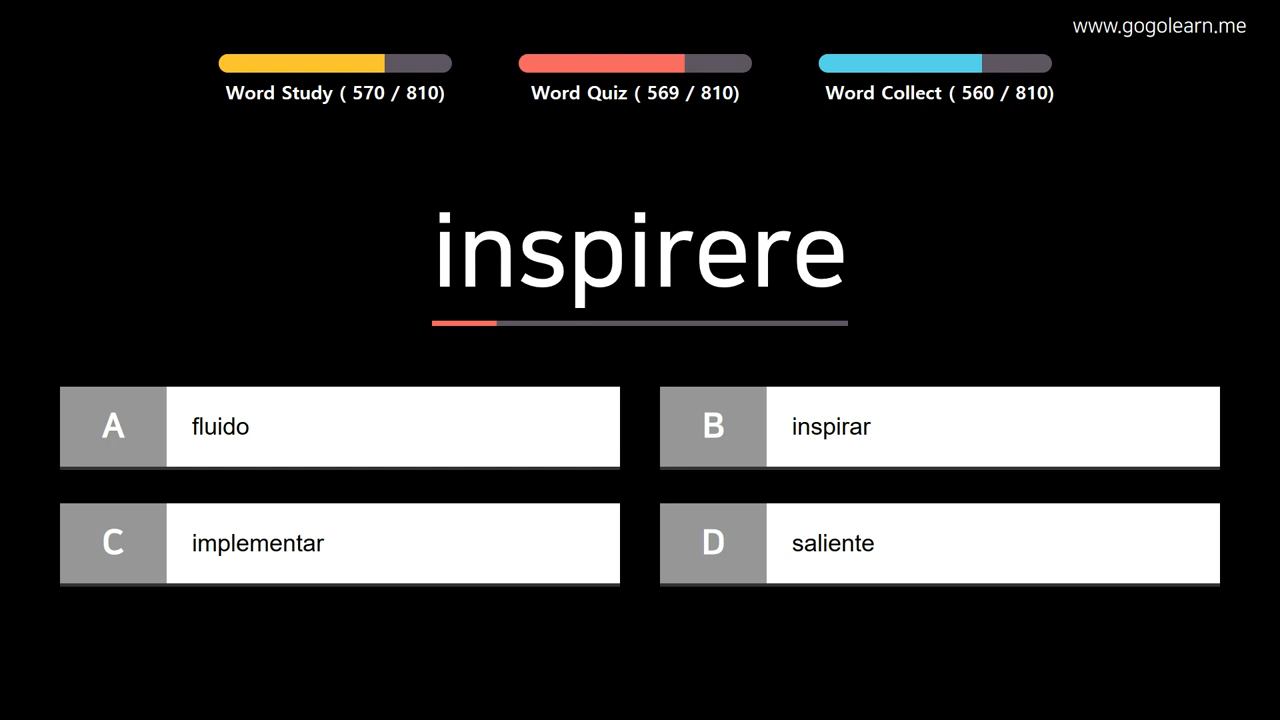 www.gogolearn.me
Word Study ( 570 / 810)
Word Quiz ( 569 / 810)
Word Collect ( 560 / 810)
inspirere
A fluido
B inspirar
C implementar
D saliente